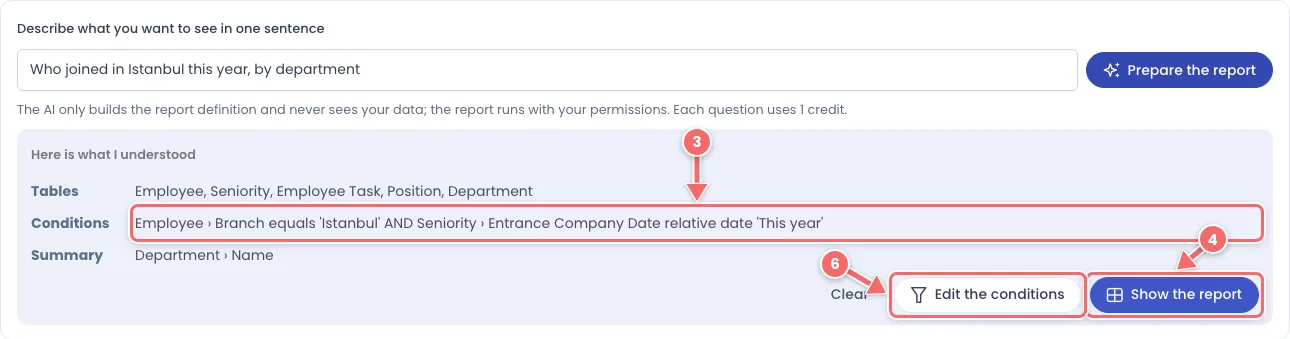 Describe what you want to see in one sentence
Who joined in Istanbul this year, by department
Prepare the report
The AI only builds the report definition and never sees your data; the report runs with your permissions. Each question uses 1 credit.
3
Here is what I understood
Tables Employee, Seniority, Employee Task, Position, Department
Conditions Employee › Branch equals 'Istanbul' AND Seniority › Entrance Company Date relative date 'This year'
Summary Department › Name
4
6
Clear Edit the conditions Show the report